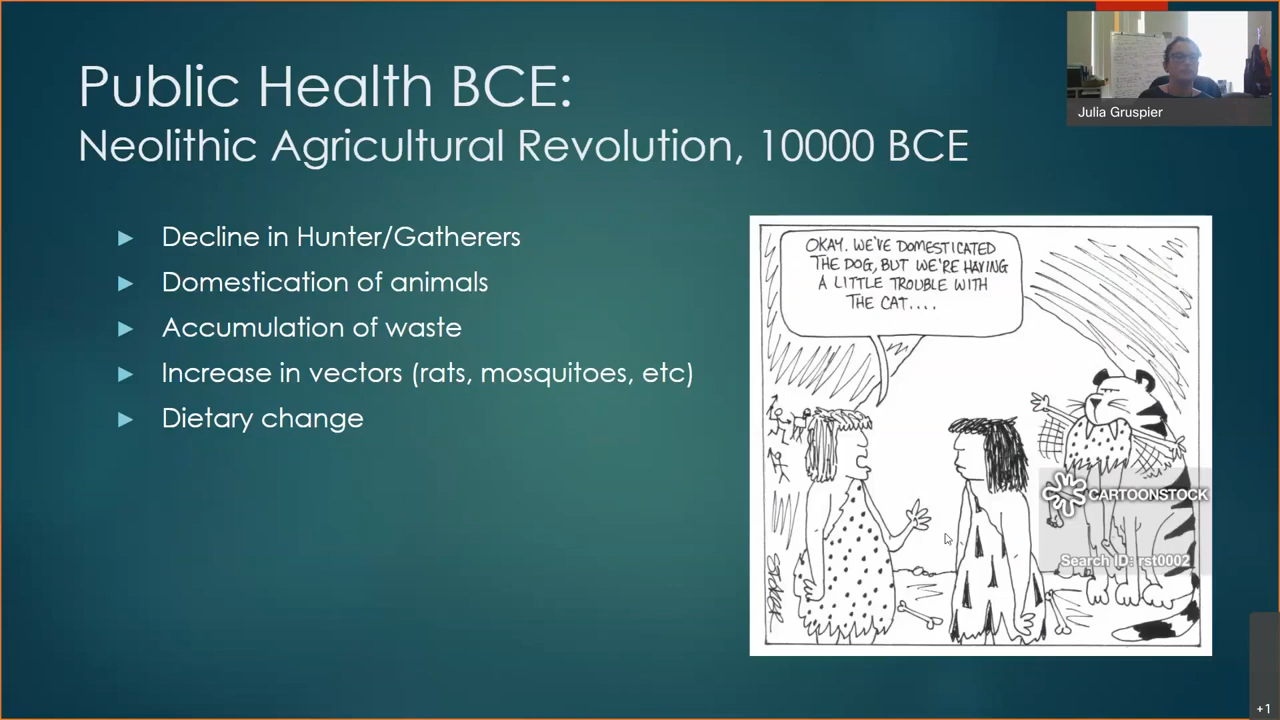 Public Health BCE:
Neolithic Agricultural Revolution, 10000 BCE
Julia Gruspier
Decline in Hunter/Gatherers
Domestication of animals
Accumulation of waste
Increase in vectors (rats, mosquitoes, etc)
Dietary change
OKAY. WE'VE DOMESTICATED
THE DOG, BUT WE'RE HAVING
A LITTLE TROUBLE WITH
THE CAT....
CARTOONSTOCK
Search ID: rst0002
+1